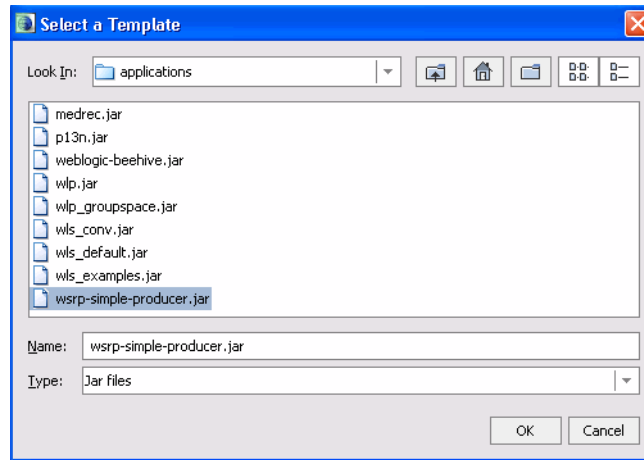 Select a Template
Look In: applications
medrec.jar
p13n.jar
weblogic-beehive.jar
wlp.jar
wlp_groupspace.jar
wls_conv.jar
wls_default.jar
wls_examples.jar
wsrp-simple-producer.jar
Name: wsrp-simple-producer.jar
Type: Jar files
OK Cancel